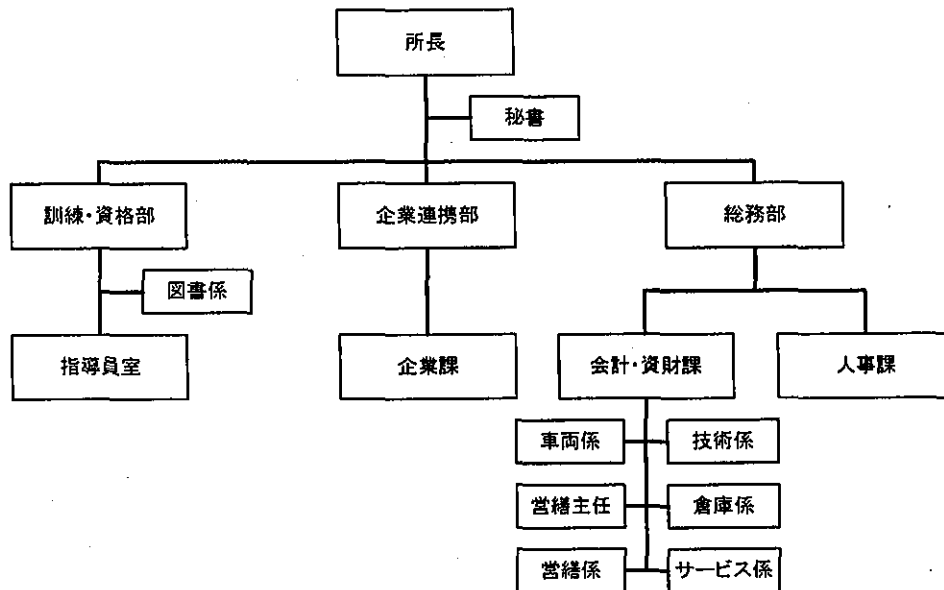 所長
秘書
訓練・資格部
企業連携部
総務部
図書係
指導員室
企業課
会計・資財課
人事課
車両係
技術係
営繕主任
倉庫係
営繕係
サービス係